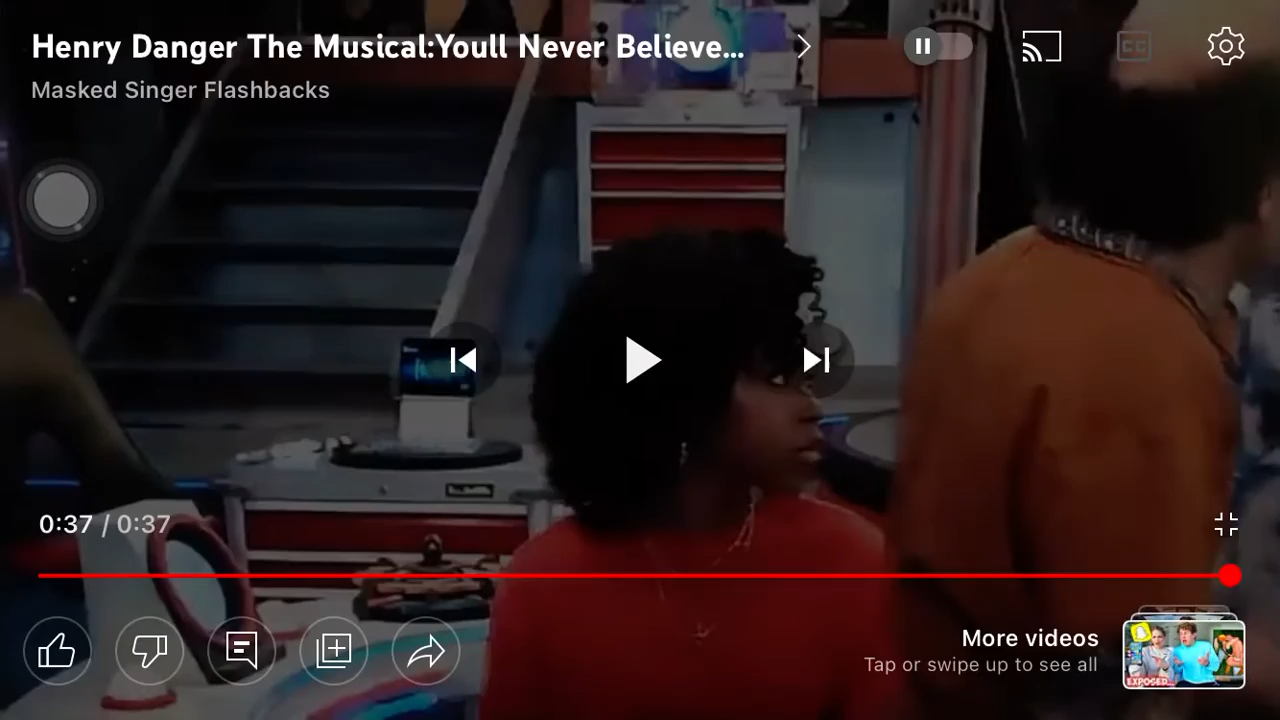 Henry Danger The Musical:Youll Never Believe...
Masked Singer Flashbacks
CC
0:37 / 0:37
More videos
Tap or swipe up to see all
EXPOSED...